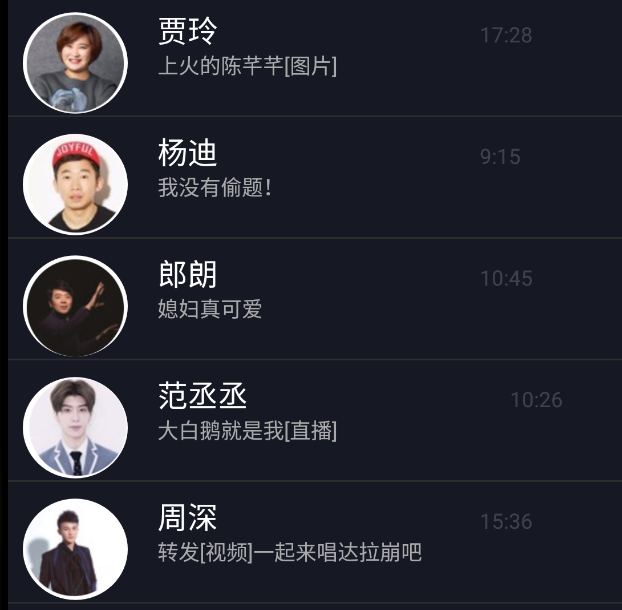 贾玲
17:28
上火的陈芊芊[图片]
JOYFUL
杨迪
9:15
我没有偷题！
郎朗
10:45
媳妇真可爱
范丞丞
10:26
大白鹅就是我[直播]
周深
15:36
转发[视频]一起来唱达拉崩吧